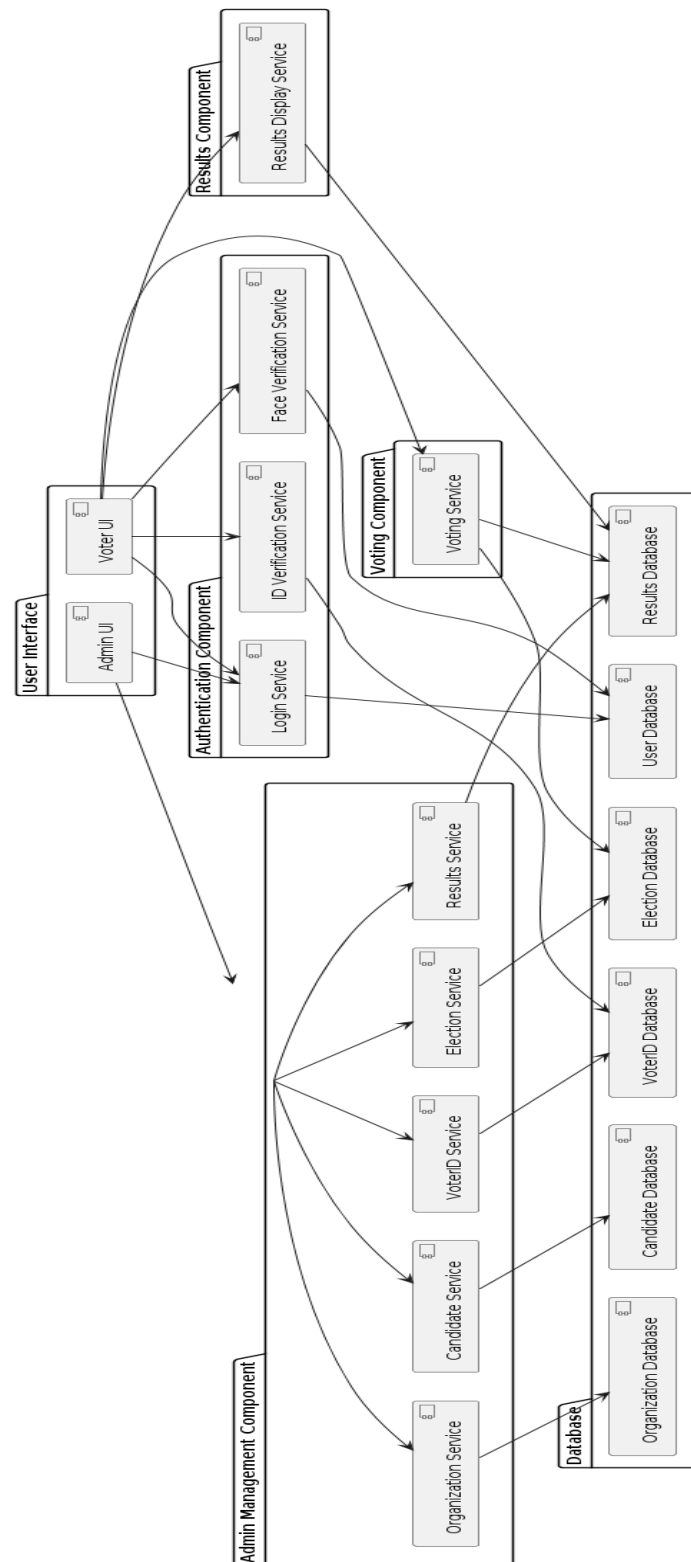 User Interface
Admin UI
Voter UI
Results Component
Results Display Service
Authentication Component
Login Service
ID Verification Service
Face Verification Service
Admin Management Component
Organization Service
Candidate Service
VoterID Service
Election Service
Results Service
Voting Component
Voting Service
Database
Organization Database
Candidate Database
VoterID Database
Election Database
User Database
Results Database